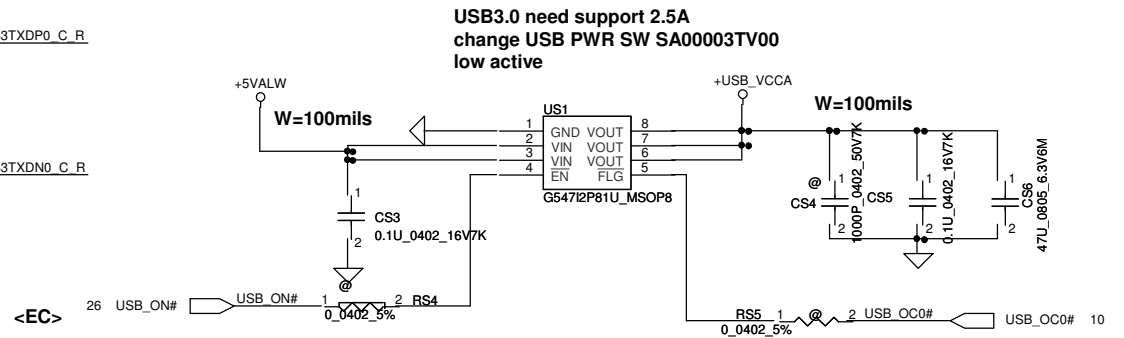 USB3.0 need support 2.5A
change USB PWR SW SA00003TV00
low active
3TXDP0_C_R
+5VALW
W=100mils
+USB_VCCA
W=100mils
US1
1 GND VOUT 8
2 VIN VOUT 7
3 VIN VOUT 6
4 EN FLG 5
G547I2P81U_MSOP8
3TXDN0_C_R
1
CS3
0.1U_0402_16V7K
2
@
1
CS4
2
1000P_0402_50V7K
1
CS5
2
0.1U_0402_16V7K
1
2
CS6
47U_0805_6.3V6M
<EC>
26 USB_ON#
USB_ON#
1 @ 2 RS4
0_0402_5%
RS5 1 @ 2 USB_OC0#
0_0402_5%
USB_OC0# 10